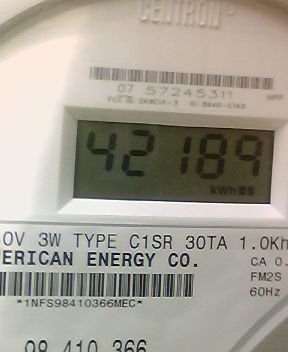 CENTRON®
07 57245311
42189
kWh
0V 3W TYPE C1SR 30TA 1.0Kh
ERICAN ENERGY CO.
CA 0.
FM2S
60Hz
*1NFS98410366MEC*
98 410 366